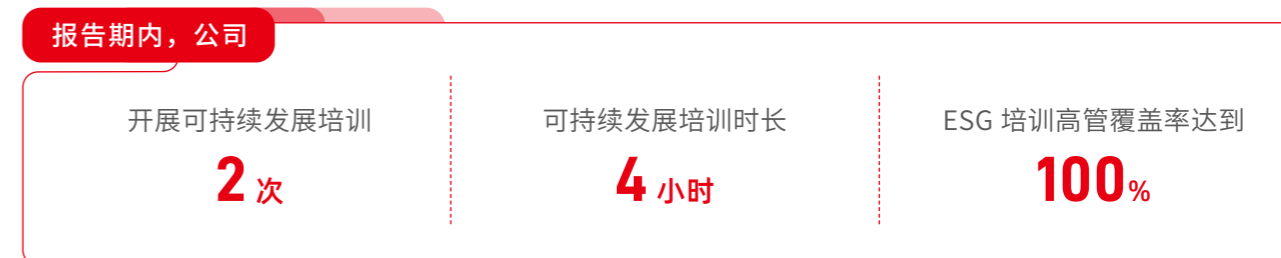 报告期内，公司
开展可持续发展培训
2 次
可持续发展培训时长
4 小时
ESG 培训高管覆盖率达到
100%